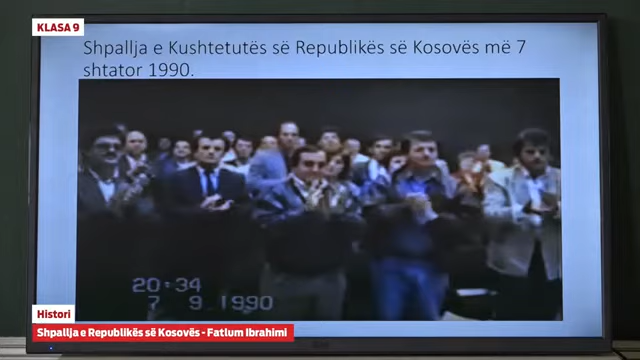 KLASA 9
Shpallja e Kushtetutës së Republikës së Kosovës më 7
shtator 1990.
20:34
7 9.1990
Histori
Shpallja e Republikës së Kosovës - Fatlum Ibrahimi